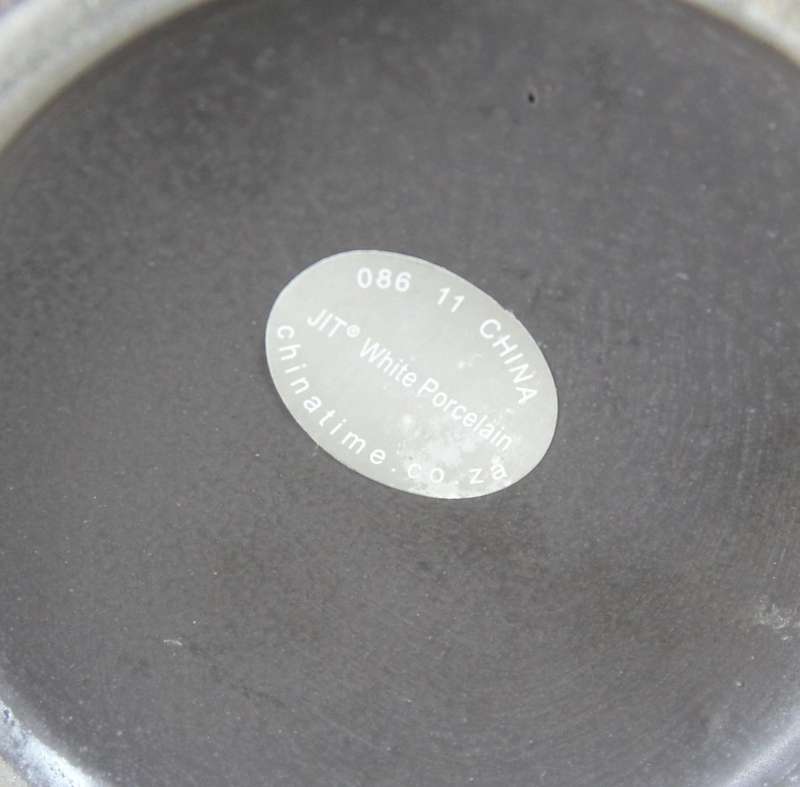 086 11 CHINA
JIT® White Porcelain
chinatime.co.za